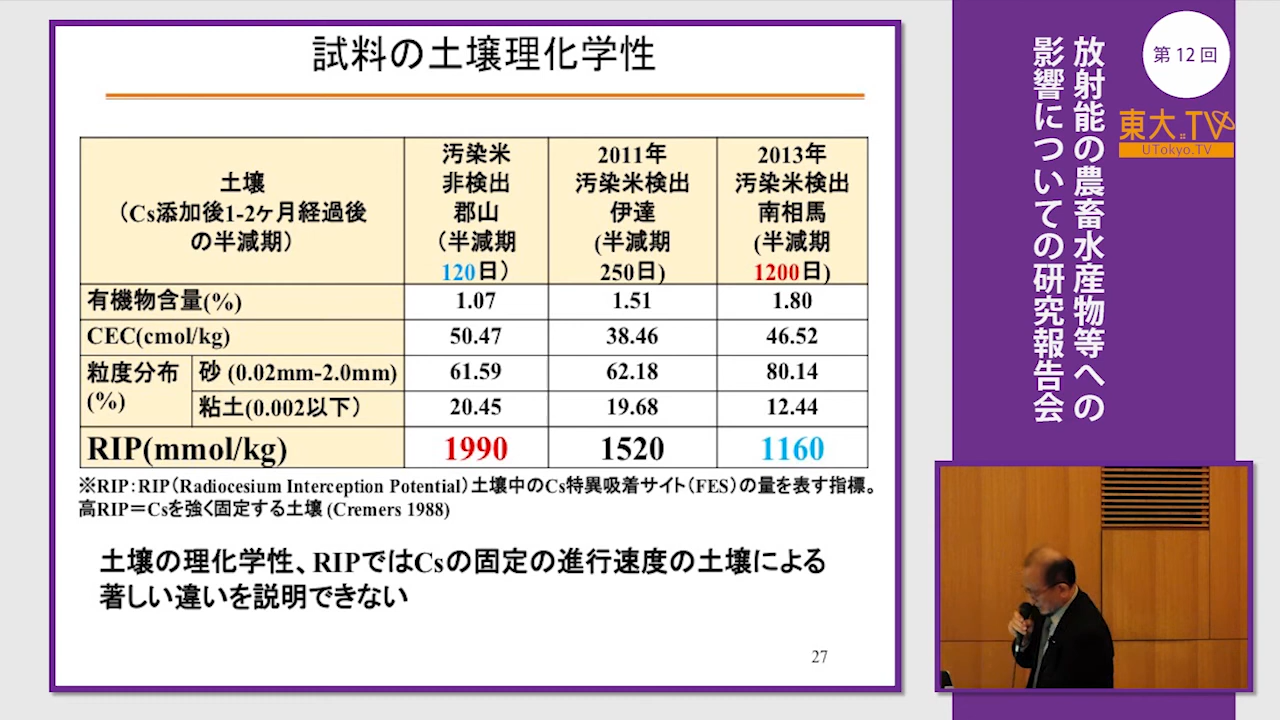 試料の土壌理化学性
土壌
（Cs添加後1-2ヶ月経過後
の半減期）
汚染米
非検出
郡山
（半減期
120日）
2011年
汚染米検出
伊達
(半減期
250日)
2013年
汚染米検出
南相馬
(半減期
1200日)
有機物含量(%)
1.07
1.51
1.80
CEC(cmol/kg)
50.47
38.46
46.52
粒度分布
(%)
砂 (0.02mm-2.0mm)
61.59
62.18
80.14
粘土(0.002以下）
20.45
19.68
12.44
RIP(mmol/kg)
1990
1520
1160
※RIP：RIP（Radiocesium Interception Potential）土壌中のCs特異吸着サイト（FES）の量を表す指標。
高RIP＝Csを強く固定する土壌 (Cremers 1988)
土壌の理化学性、RIPではCsの固定の進行速度の土壌による
著しい違いを説明できない
27
第12回
東大.TV
UTokyo.TV
放射能の農畜水産物等への
影響についての研究報告会